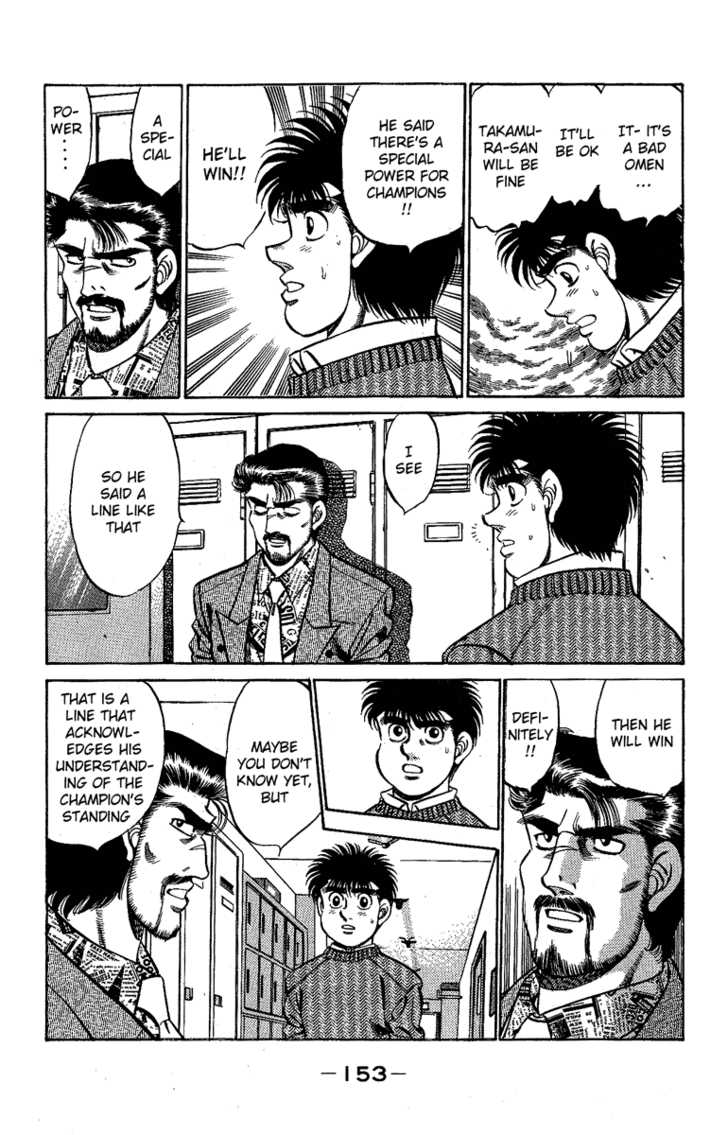 IT- IT'S
A BAD
OMEN
...
IT'LL
BE OK
TAKAMU-
RA-SAN
WILL BE
FINE
HE SAID
THERE'S A
SPECIAL
POWER FOR
CHAMPIONS
!!
HE'LL
WIN!!
A
SPE-
CIAL
PO-
WER
....
I
SEE
SO HE
SAID A
LINE LIKE
THAT
THEN HE
WILL WIN
DEFI-
NITELY
!!
MAYBE
YOU DON'T
KNOW YET,
BUT
THAT IS A
LINE THAT
ACKNOWL-
EDGES HIS
UNDERSTAND-
ING OF THE
CHAMPION'S
STANDING
－153－